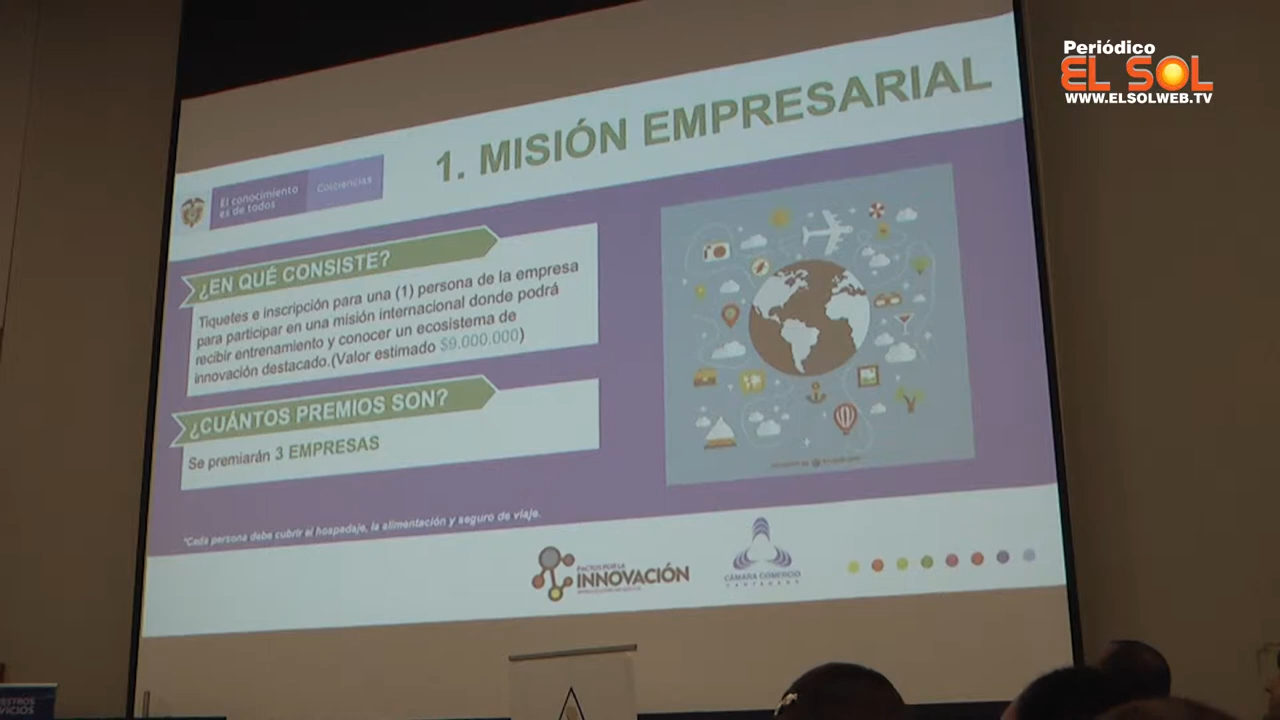 Periódico
EL SOL
WWW.ELSOLWEB.TV
1. MISIÓN EMPRESARIAL
El conocimiento
es de todos
Colciencias
¿EN QUÉ CONSISTE?
Tiquetes e inscripción para una (1) persona de la empresa
para participar en una misión internacional donde podrá
recibir entrenamiento y conocer un ecosistema de
innovación destacado.(Valor estimado $9.000.000)
¿CUÁNTOS PREMIOS SON?
Se premiarán 3 EMPRESAS
*Cada persona debe cubrir el hospedaje, la alimentación y seguro de viaje.
PACTOS POR LA
INNOVACIÓN
CÁMARA COMERCIO
CARTAGENA